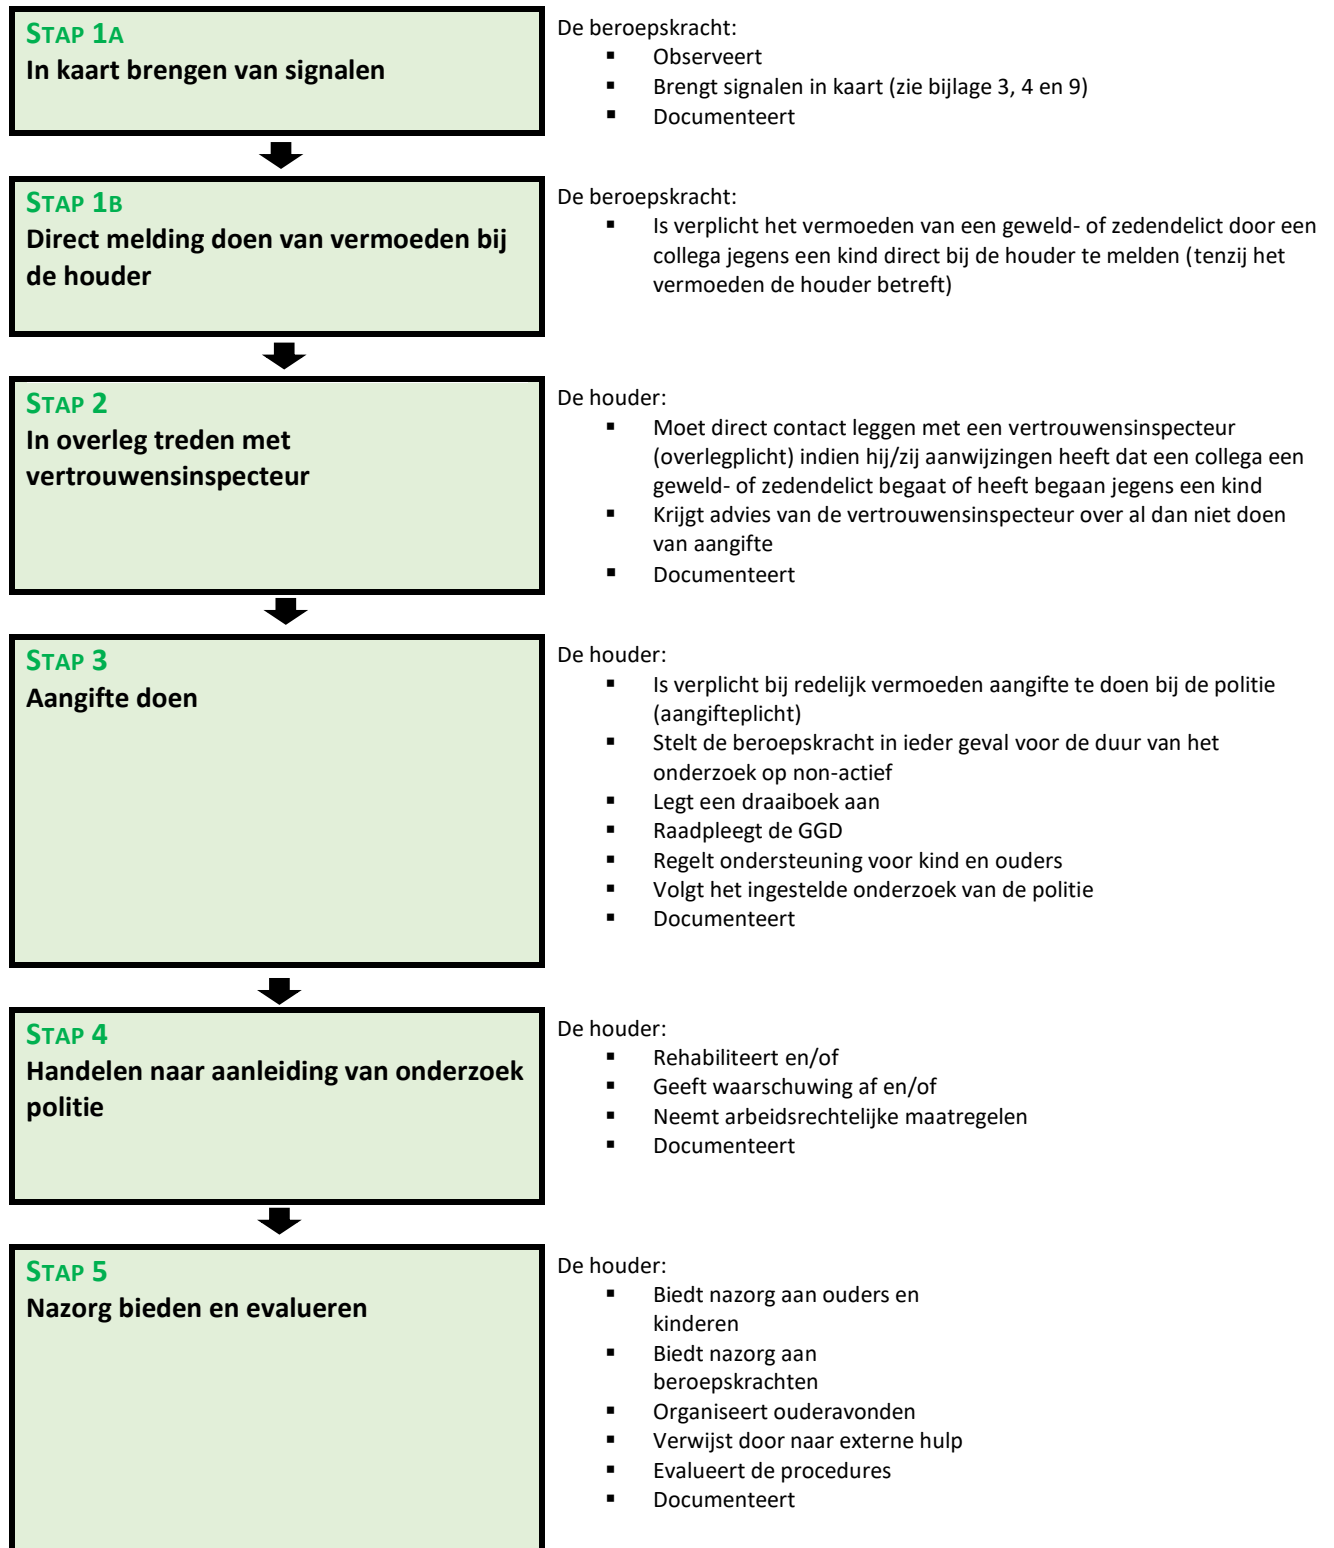 STAP 1A
In kaart brengen van signalen
De beroepskracht:
▪ Observeert
▪ Brengt signalen in kaart (zie bijlage 3, 4 en 9)
▪ Documenteert
STAP 1B
Direct melding doen van vermoeden bij
de houder
De beroepskracht:
▪ Is verplicht het vermoeden van een geweld- of zedendelict door een
collega jegens een kind direct bij de houder te melden (tenzij het
vermoeden de houder betreft)
STAP 2
In overleg treden met
vertrouwensinspecteur
De houder:
▪ Moet direct contact leggen met een vertrouwensinspecteur
(overlegplicht) indien hij/zij aanwijzingen heeft dat een collega een
geweld- of zedendelict begaat of heeft begaan jegens een kind
▪ Krijgt advies van de vertrouwensinspecteur over al dan niet doen
van aangifte
▪ Documenteert
STAP 3
Aangifte doen
De houder:
▪ Is verplicht bij redelijk vermoeden aangifte te doen bij de politie
(aangifteplicht)
▪ Stelt de beroepskracht in ieder geval voor de duur van het
onderzoek op non-actief
▪ Legt een draaiboek aan
▪ Raadpleegt de GGD
▪ Regelt ondersteuning voor kind en ouders
▪ Volgt het ingestelde onderzoek van de politie
▪ Documenteert
STAP 4
Handelen naar aanleiding van onderzoek
politie
De houder:
▪ Rehabiliteert en/of
▪ Geeft waarschuwing af en/of
▪ Neemt arbeidsrechtelijke maatregelen
▪ Documenteert
STAP 5
Nazorg bieden en evalueren
De houder:
▪ Biedt nazorg aan ouders en
kinderen
▪ Biedt nazorg aan
beroepskrachten
▪ Organiseert ouderavonden
▪ Verwijst door naar externe hulp
▪ Evalueert de procedures
▪ Documenteert